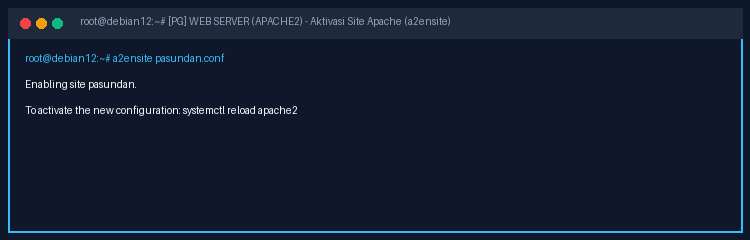 root@debian12:~# [PG] WEB SERVER (APACHE2) - Aktivasi Site Apache (a2ensite)
root@debian12:~# a2ensite pasundan.conf
Enabling site pasundan.
To activate the new configuration: systemctl reload apache2